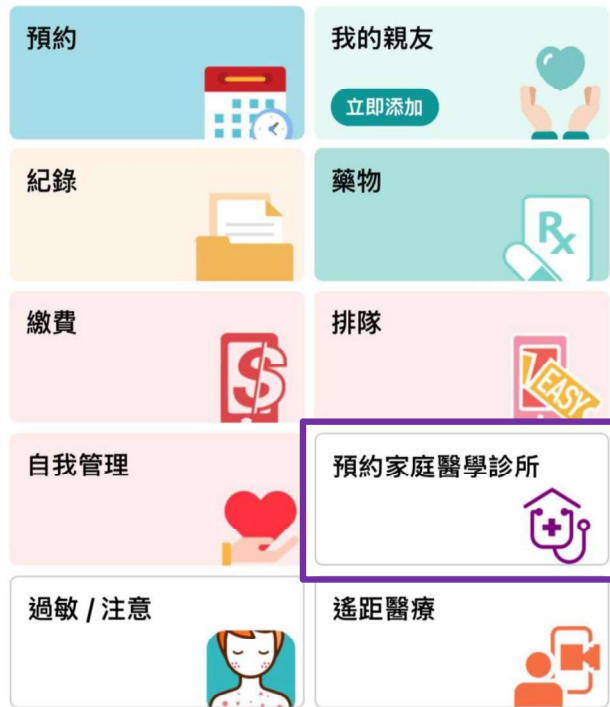 預約
我的親友
立即添加
紀錄
藥物
Rx
繳費
$
排隊
EASY
自我管理
預約家庭醫學診所
過敏 / 注意
遙距醫療